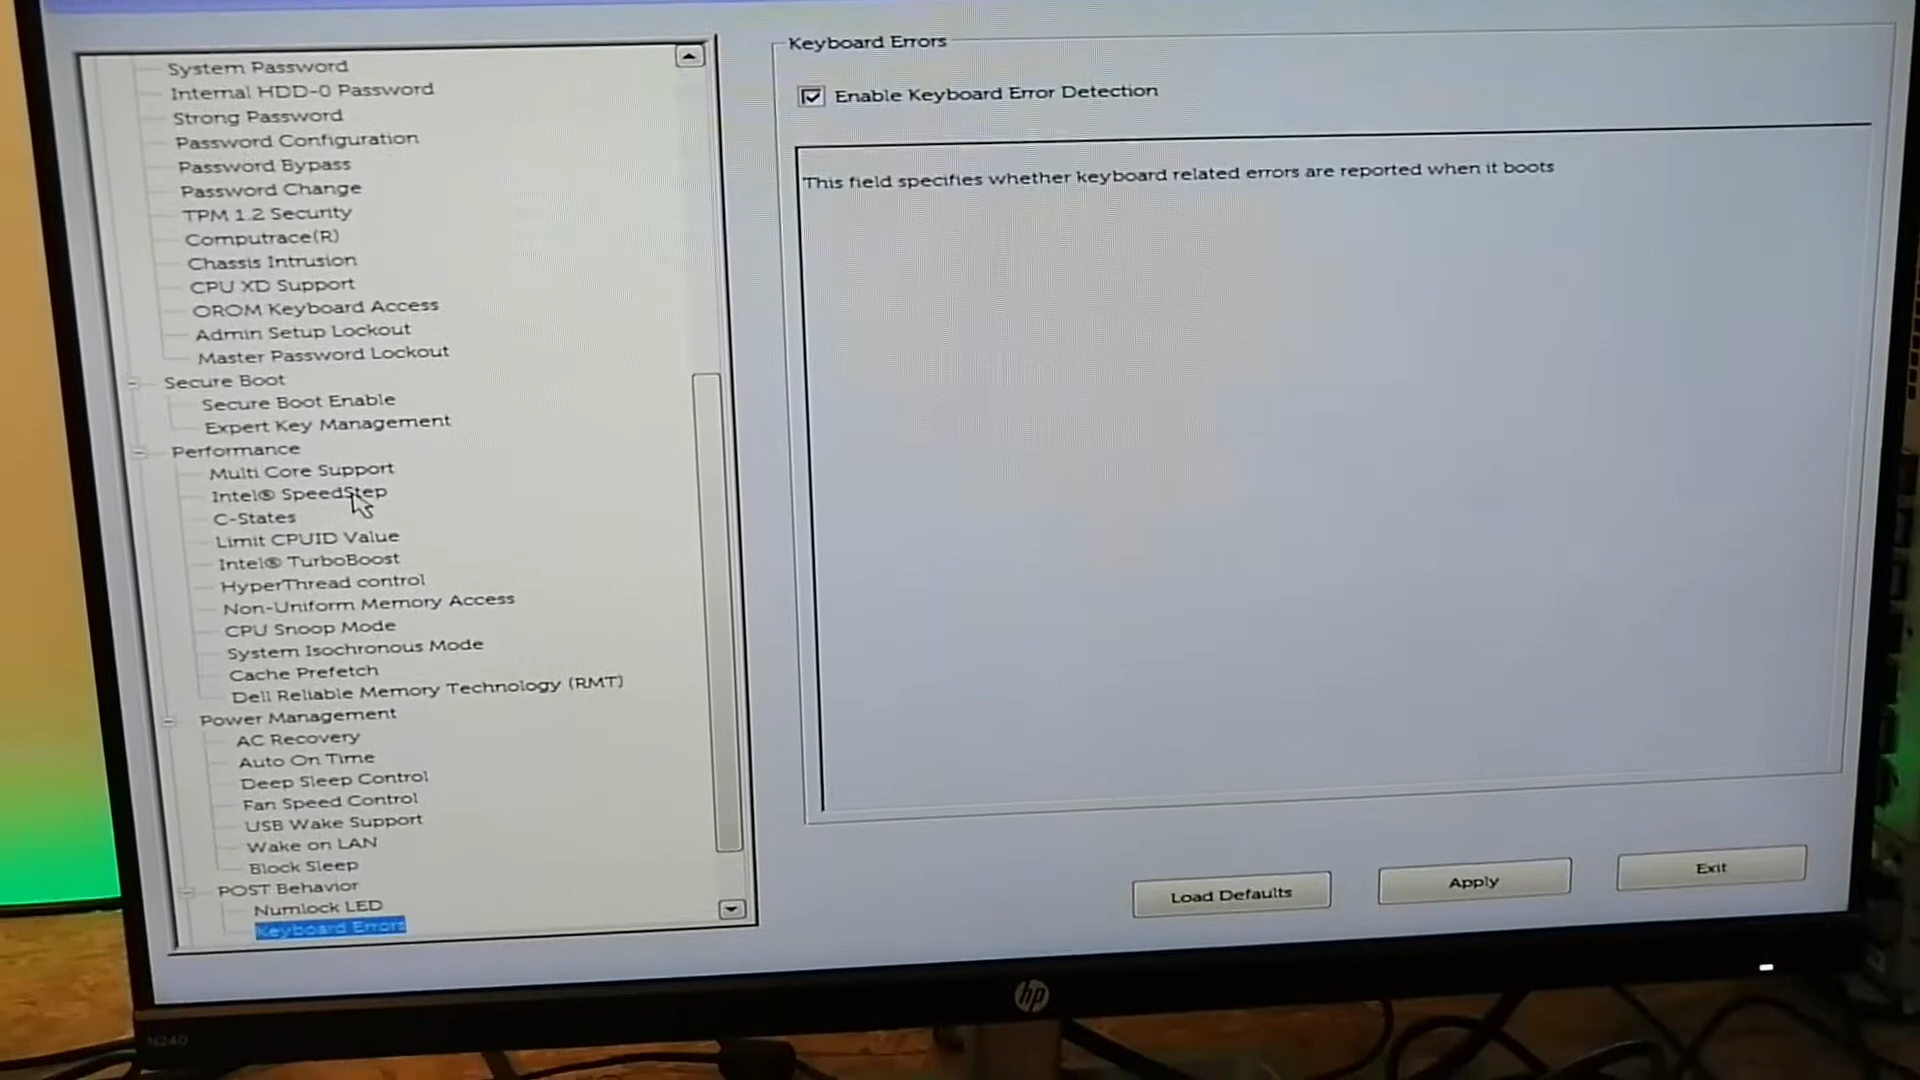 System Password
Internal HDD-0 Password
Strong Password
Password Configuration
Password Bypass
Password Change
TPM 1.2 Security
Computrace(R)
Chassis Intrusion
CPU XD Support
OROM Keyboard Access
Admin Setup Lockout
Master Password Lockout
Secure Boot
Secure Boot Enable
Expert Key Management
Performance
Multi Core Support
Intel® SpeedStep
C-States
Limit CPUID Value
Intel® TurboBoost
HyperThread control
Non-Uniform Memory Access
CPU Snoop Mode
System Isochronous Mode
Cache Prefetch
Dell Reliable Memory Technology (RMT)
Power Management
AC Recovery
Auto On Time
Deep Sleep Control
Fan Speed Control
USB Wake Support
Wake on LAN
Block Sleep
POST Behavior
Numlock LED
Keyboard Errors
Keyboard Errors
Enable Keyboard Error Detection
This field specifies whether keyboard related errors are reported when it boots
Load Defaults
Apply
Exit
hp
N240